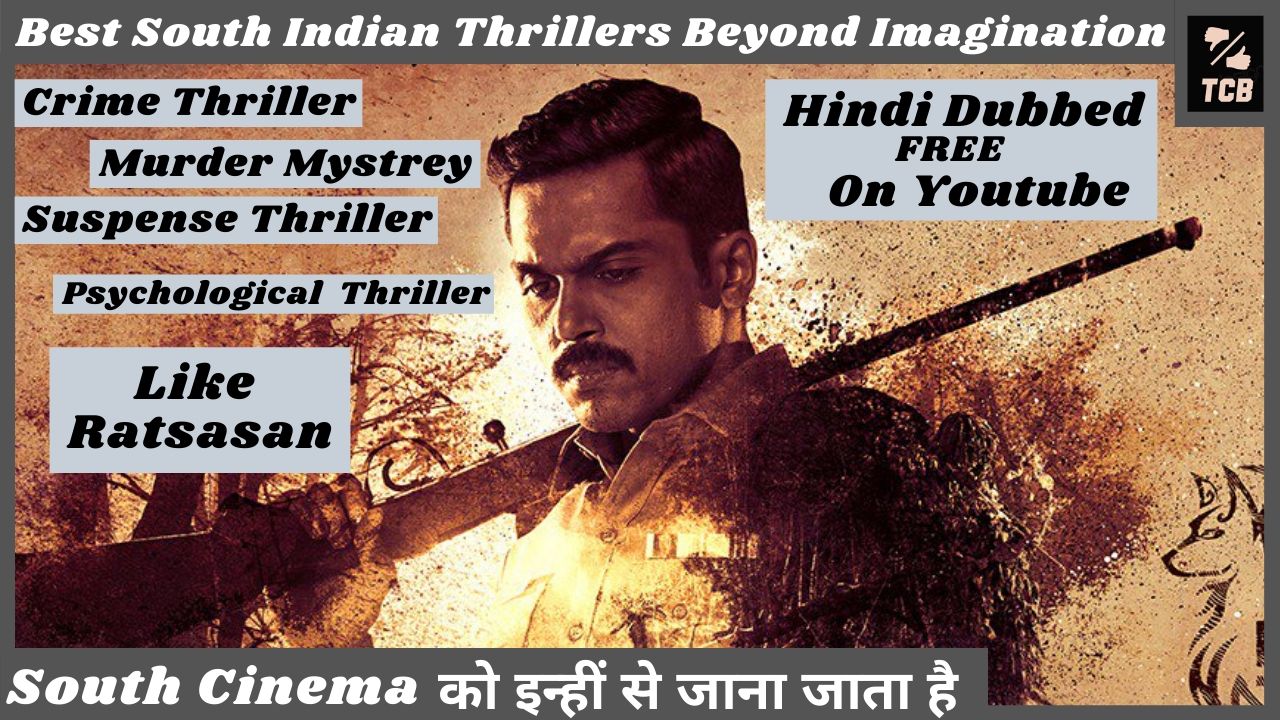 Best South Indian Thrillers Beyond Imagination
TCB
Crime Thriller
Murder Mystrey
Suspense Thriller
Psychological Thriller
Like
Ratsasan
Hindi Dubbed
FREE
On Youtube
South Cinema को इन्हीं से जाना जाता है